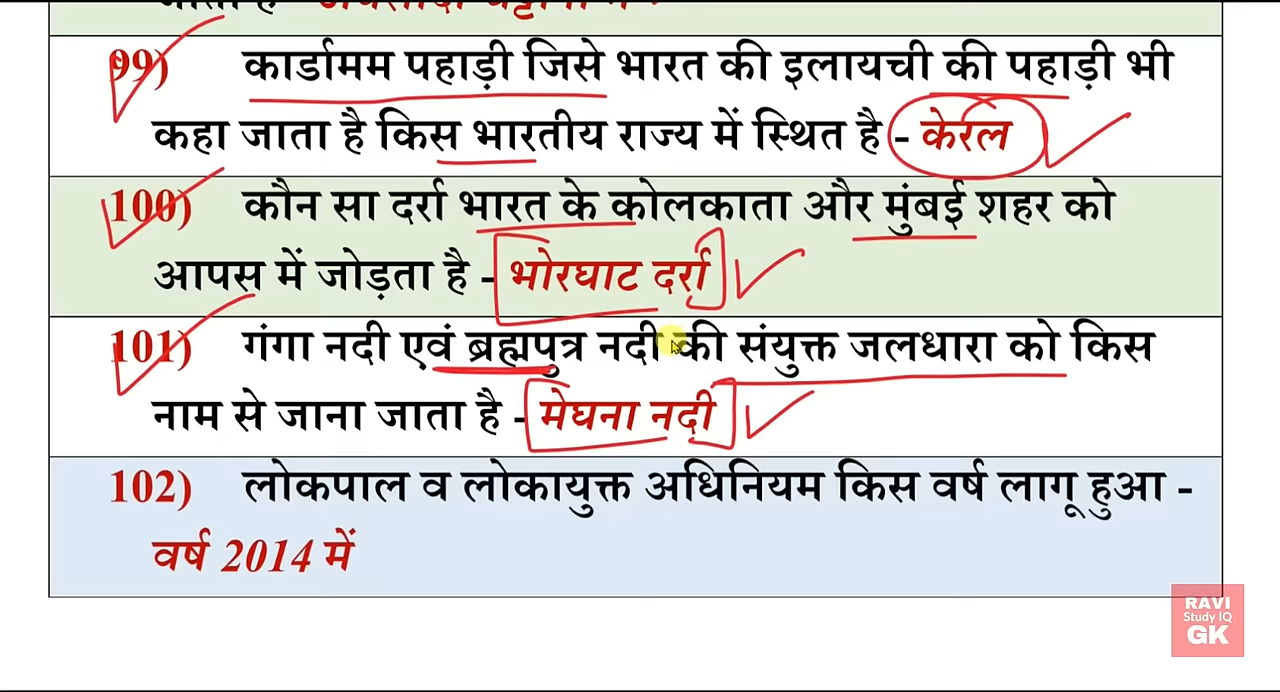 99) कार्डामम पहाड़ी जिसे भारत की इलायची की पहाड़ी भी
कहा जाता है किस भारतीय राज्य में स्थित है - केरल
100) कौन सा दर्रा भारत के कोलकाता और मुंबई शहर को
आपस में जोड़ता है - भोरघाट दर्रा
101) गंगा नदी एवं ब्रह्मपुत्र नदी की संयुक्त जलधारा को किस
नाम से जाना जाता है - मेघना नदी
102) लोकपाल व लोकायुक्त अधिनियम किस वर्ष लागू हुआ -
वर्ष 2014 में
RAVI
Study IQ
GK